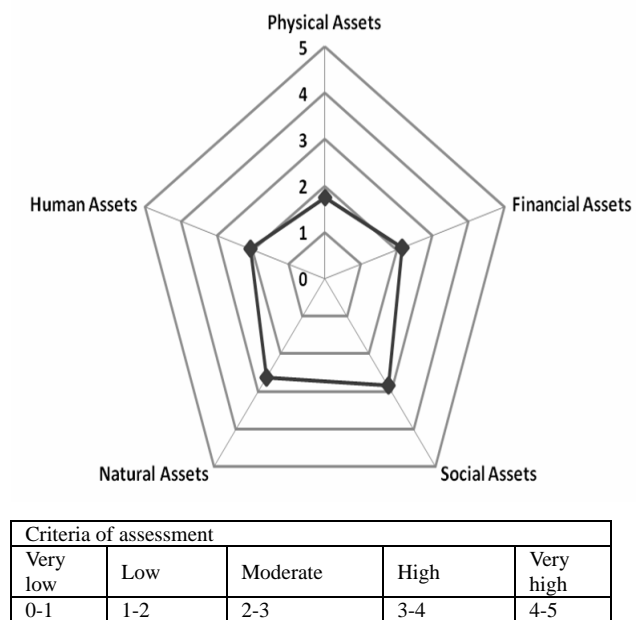 Physical Assets
5
4
3
2
1
0
Human Assets
Financial Assets
Natural Assets
Social Assets
Criteria of assessment
Very low
Low
Moderate
High
Very high
0-1
1-2
2-3
3-4
4-5